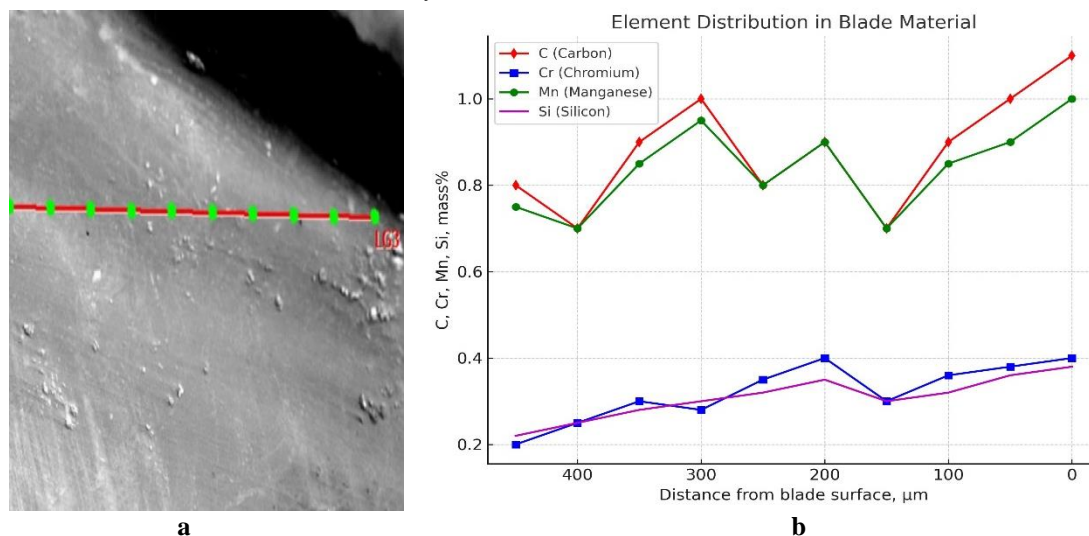 LG3
a
Element Distribution in Blade Material
C (Carbon)
Cr (Chromium)
Mn (Manganese)
Si (Silicon)
C, Cr, Mn, Si, mass%
1.0
0.8
0.6
0.4
0.2
400
300
200
100
0
Distance from blade surface, μm
b